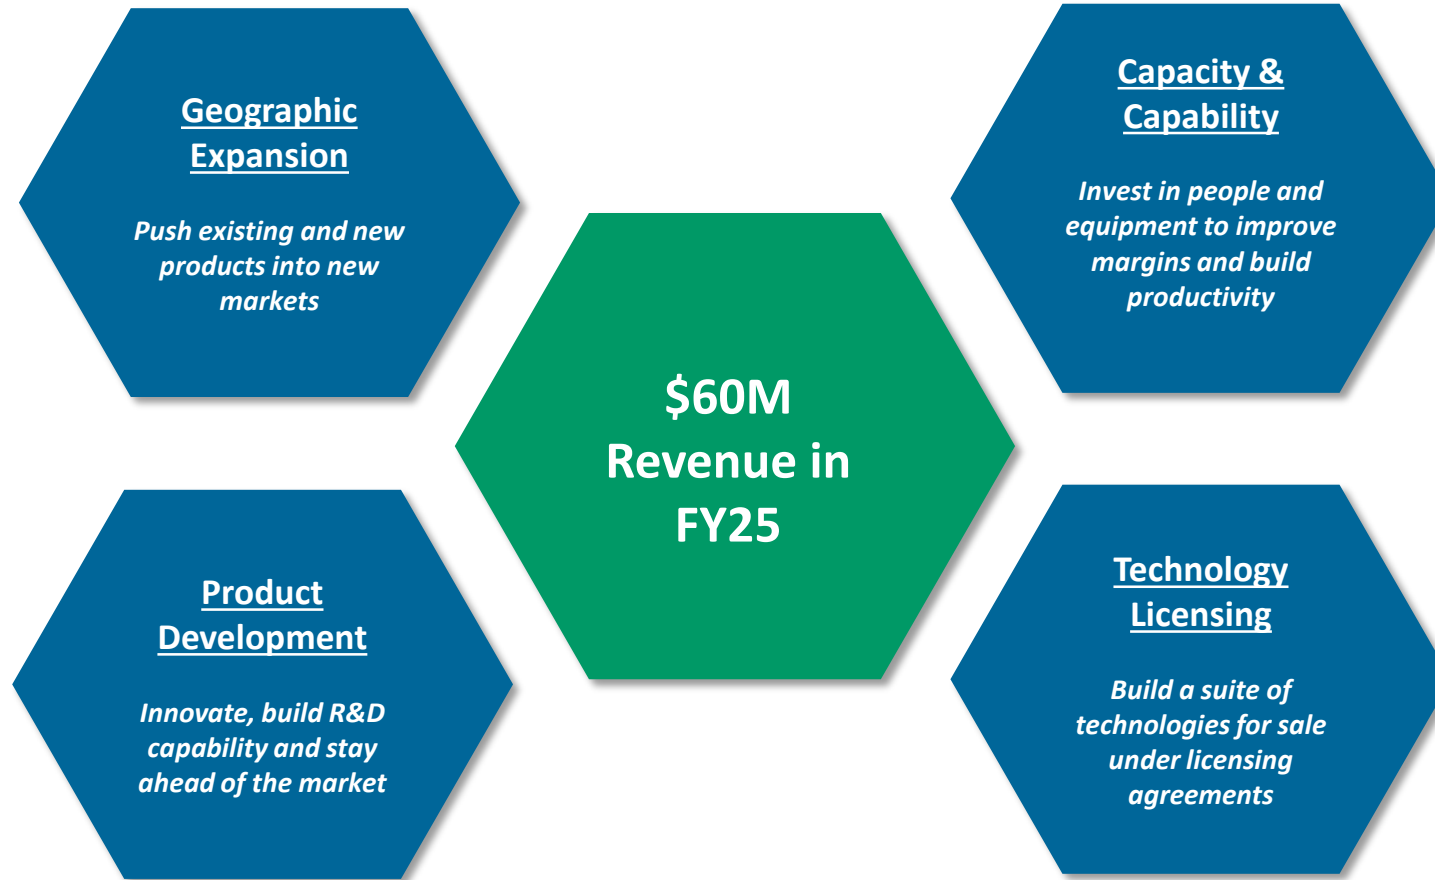 Geographic
Expansion
Push existing and new
products into new
markets
Capacity &
Capability
Invest in people and
equipment to improve
margins and build
productivity
$60M
Revenue in
FY25
Product
Development
Innovate, build R&D
capability and stay
ahead of the market
Technology
Licensing
Build a suite of
technologies for sale
under licensing
agreements